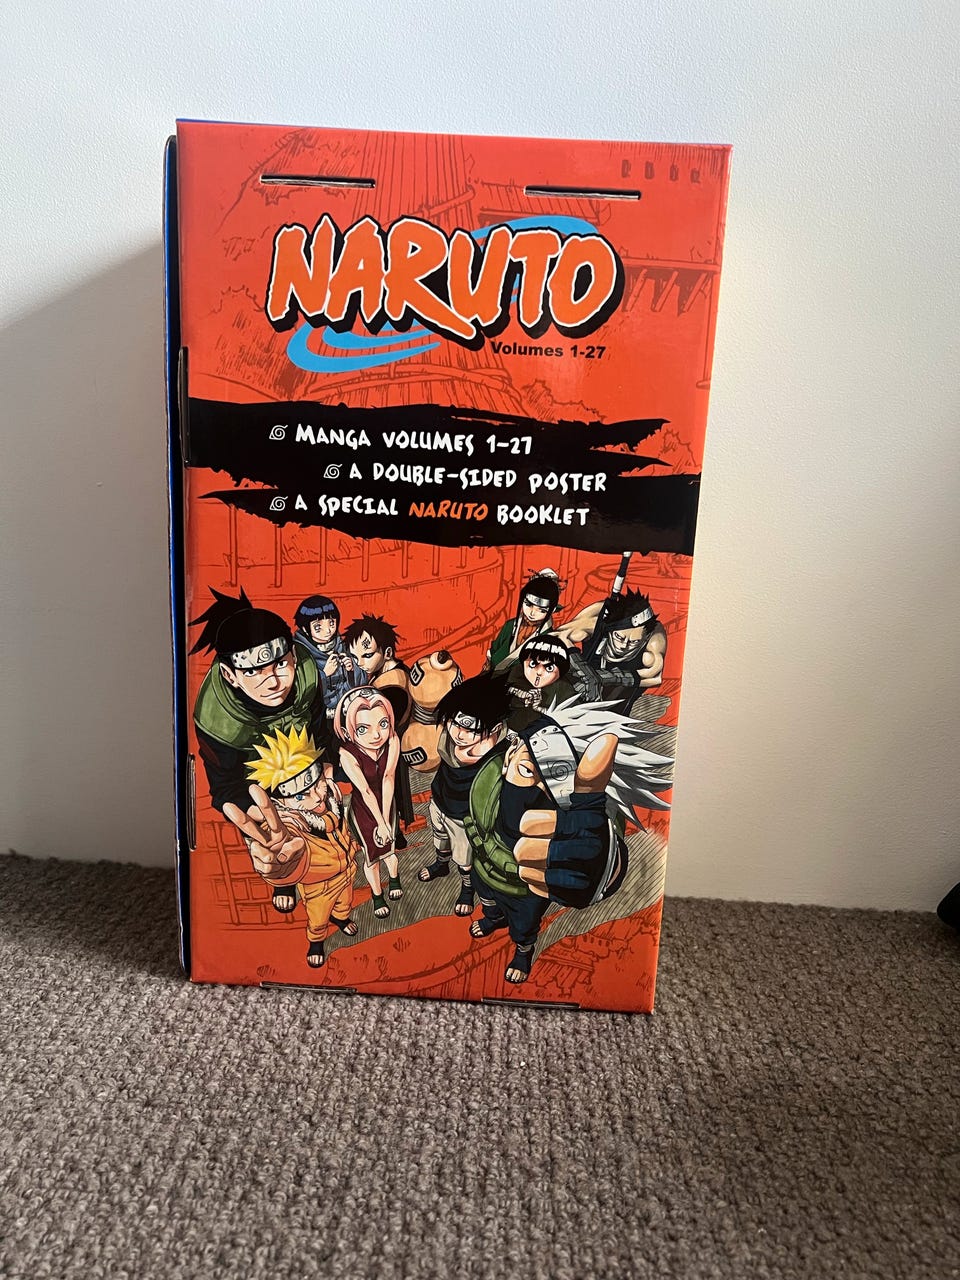 NARUTO
Volumes 1-27
MANGA VOLUMES 1-27
A DOUBLE-SIDED POSTER
A SPECIAL NARUTO BOOKLET